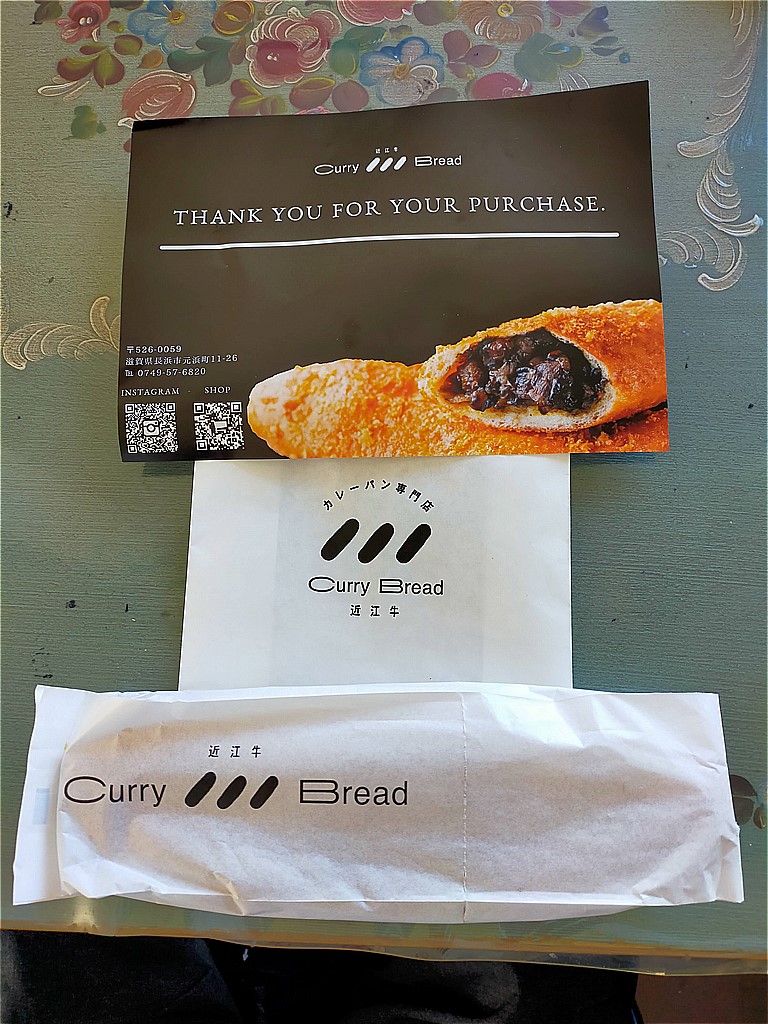 近江牛
Curry Bread
THANK YOU FOR YOUR PURCHASE.
〒526-0059
滋賀県長浜市元浜町11-26
℡ 0749-57-6820
INSTAGRAM SHOP
カレーパン専門店
Curry Bread
近江牛
近江牛
Curry Bread